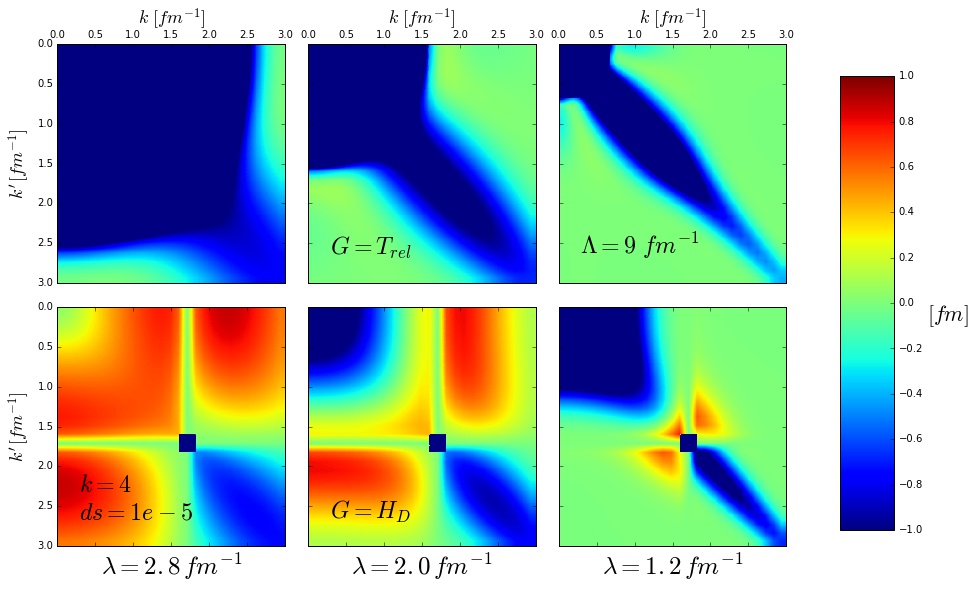 k [fm⁻¹] k [fm⁻¹] k [fm⁻¹]
0.0 0.5 1.0 1.5 2.0 2.5 3.0 0.0 0.5 1.0 1.5 2.0 2.5 3.0 0.0 0.5 1.0 1.5 2.0 2.5 3.0
0.0
0.5
1.0
1.5
2.0
2.5
3.0
k′ [fm⁻¹]
G = T_rel
Λ = 9 fm⁻¹
0.0
0.5
1.0
1.5
2.0
2.5
3.0
k′ [fm⁻¹]
k = 4
ds = 1e − 5
G = H_D
λ = 2.8 fm⁻¹ λ = 2.0 fm⁻¹ λ = 1.2 fm⁻¹
1.0
0.8
0.6
0.4
0.2
0.0
−0.2
−0.4
−0.6
−0.8
−1.0
[fm]